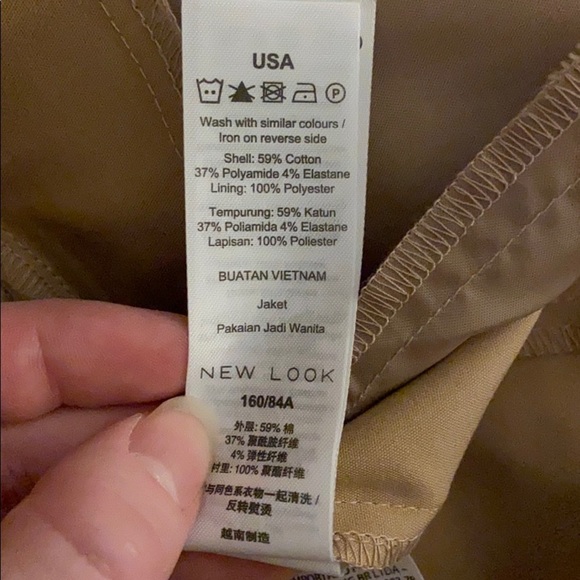 USA
P
Wash with similar colours /
Iron on reverse side
Shell: 59% Cotton
37% Polyamide 4% Elastane
Lining: 100% Polyester
Tempurung: 59% Katun
37% Poliamida 4% Elastane
Lapisan: 100% Poliester
BUATAN VIETNAM
Jaket
Pakaian Jadi Wanita
NEW LOOK
160/84A
外层: 59% 棉
37% 聚酰胺纤维
4% 弹性纤维
衬里: 100% 聚酯纤维
与同色系衣物一起清洗 /
反转熨烫
越南制造